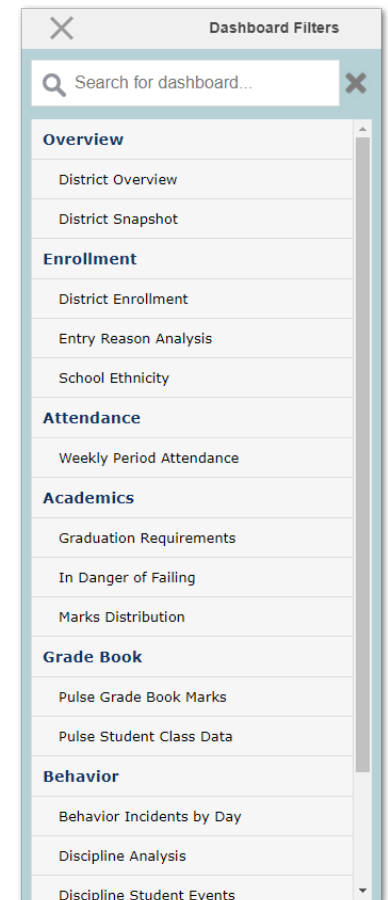 Dashboard Filters
Search for dashboard...
Overview
District Overview
District Snapshot
Enrollment
District Enrollment
Entry Reason Analysis
School Ethnicity
Attendance
Weekly Period Attendance
Academics
Graduation Requirements
In Danger of Failing
Marks Distribution
Grade Book
Pulse Grade Book Marks
Pulse Student Class Data
Behavior
Behavior Incidents by Day
Discipline Analysis
Discipline Student Events